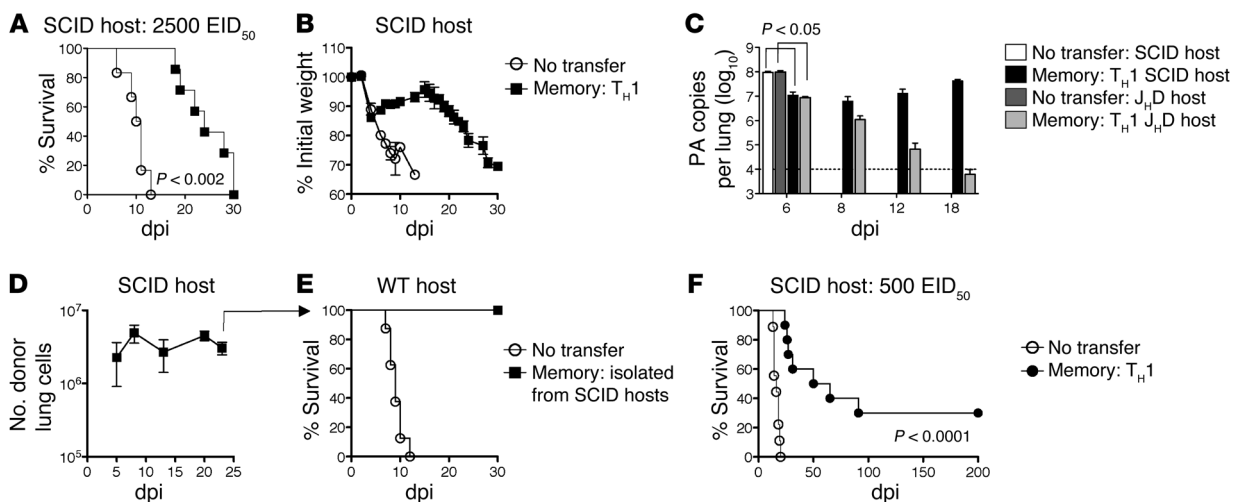 A
SCID host: 2500 EID50
% Survival
100
80
60
40
20
0
P < 0.002
0
10
20
30
dpi
B
SCID host
% Initial weight
110
100
90
80
70
60
0
10
20
30
dpi
No transfer
Memory: TH1
C
P < 0.05
PA copies
per lung (log10)
9
8
7
6
5
4
3
6
8
12
18
dpi
No transfer: SCID host
Memory: TH1 SCID host
No transfer: JHD host
Memory: TH1 JHD host
D
SCID host
No. donor
lung cells
10^7
10^6
10^5
0
5
10
15
20
25
dpi
E
WT host
% Survival
100
80
60
40
20
0
0
10
20
30
dpi
No transfer
Memory: isolated
from SCID hosts
F
SCID host: 500 EID50
% Survival
100
80
60
40
20
0
P < 0.0001
0
50
100
150
200
dpi
No transfer
Memory: TH1